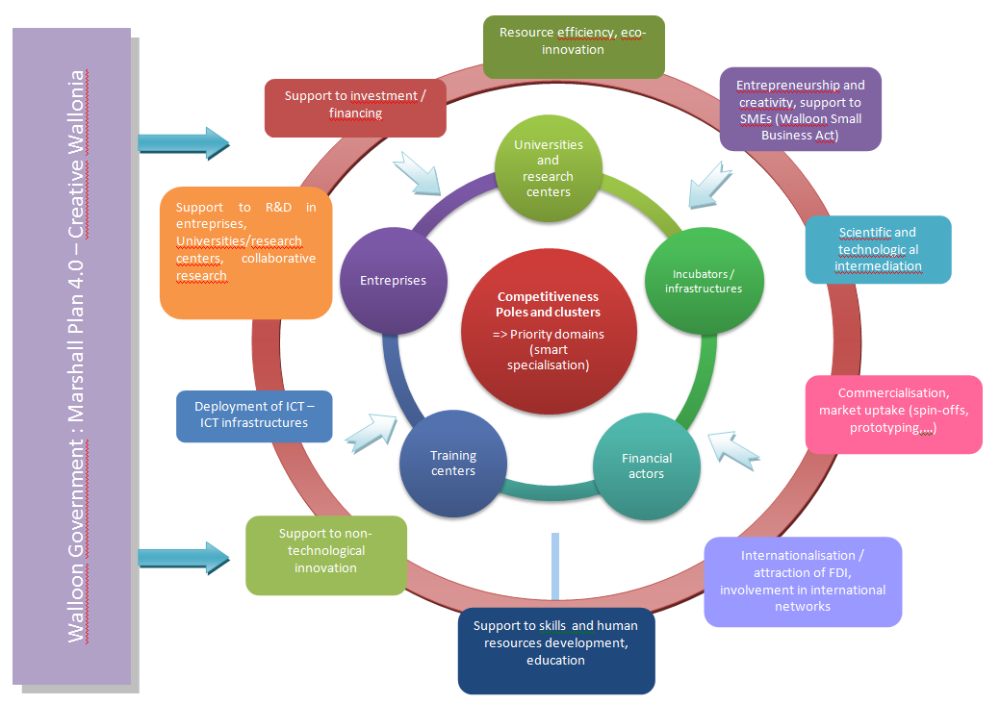 Walloon Government : Marshall Plan 4.0 – Creative Wallonia
Resource efficiency, eco-
innovation
Support to investment /
financing
Entrepreneurship and
creativity, support to
SMEs (Walloon Small
Business Act)
Universities
and
research
centers
Support to R&D in
entreprises,
Universities/research
centers, collaborative
research
Scientific and
technologic al
intermediation
Entreprises
Incubators /
infrastructures
Competitiveness
Poles and clusters
=> Priority domains
(smart
specialisation)
Deployment of ICT –
ICT infrastructures
Commercialisation,
market uptake (spin-offs,
prototyping,…)
Training
centers
Financial
actors
Support to non-
technological
innovation
Internationalisation /
attraction of FDI,
involvement in international
networks
Support to skills and human
resources development,
education